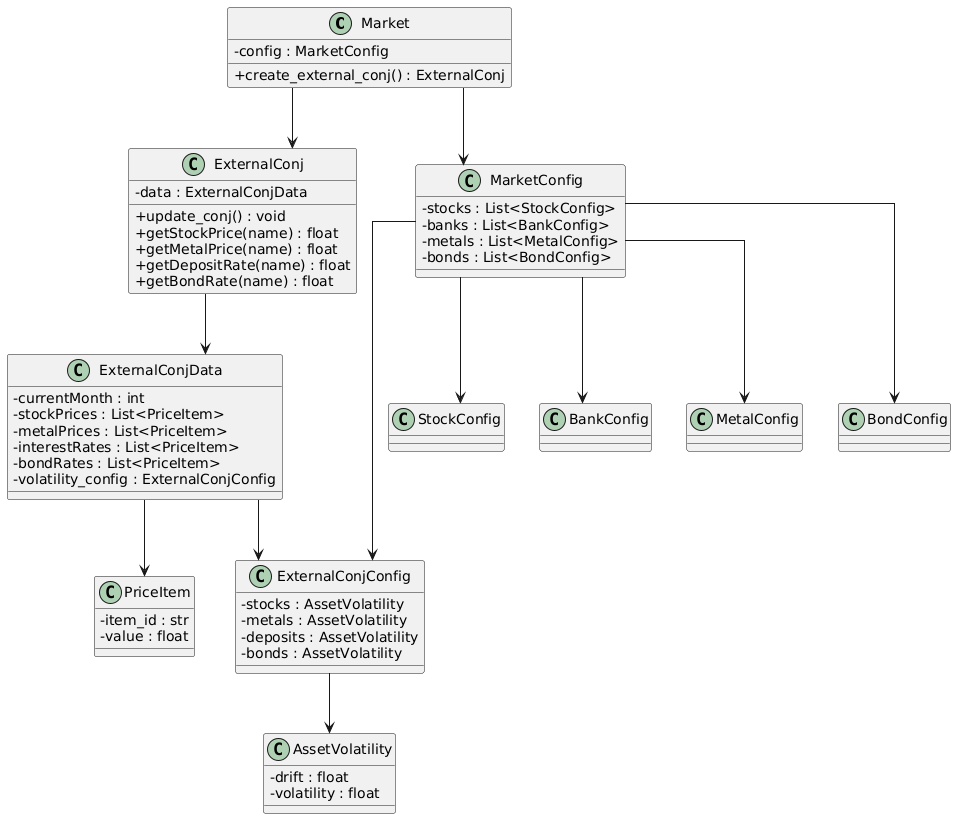 C Market
-config : MarketConfig
+create_external_conj() : ExternalConj
C ExternalConj
-data : ExternalConjData
+update_conj() : void
+getStockPrice(name) : float
+getMetalPrice(name) : float
+getDepositRate(name) : float
+getBondRate(name) : float
C MarketConfig
-stocks : List<StockConfig>
-banks : List<BankConfig>
-metals : List<MetalConfig>
-bonds : List<BondConfig>
C ExternalConjData
-currentMonth : int
-stockPrices : List<PriceItem>
-metalPrices : List<PriceItem>
-interestRates : List<PriceItem>
-bondRates : List<PriceItem>
-volatility_config : ExternalConjConfig
C StockConfig
C BankConfig
C MetalConfig
C BondConfig
C PriceItem
-item_id : str
-value : float
C ExternalConjConfig
-stocks : AssetVolatility
-metals : AssetVolatility
-deposits : AssetVolatility
-bonds : AssetVolatility
C AssetVolatility
-drift : float
-volatility : float